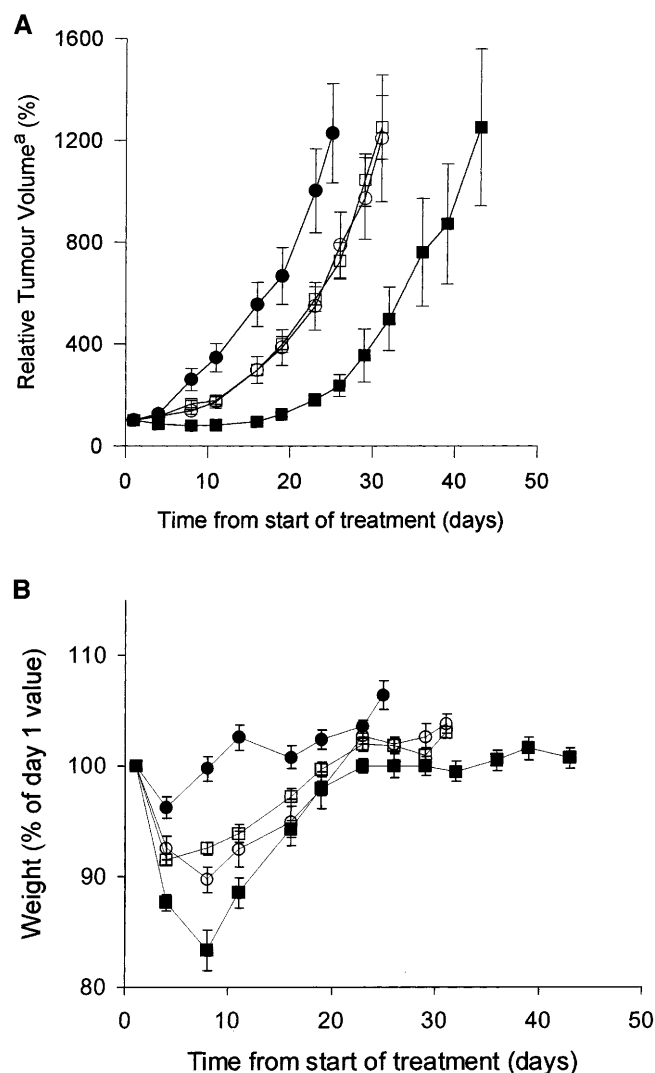 A
1600
1200
800
400
0
Relative Tumour Volumeᵃ (%)
0 10 20 30 40 50
Time from start of treatment (days)
B
110
100
90
80
Weight (% of day 1 value)
0 10 20 30 40 50
Time from start of treatment (days)